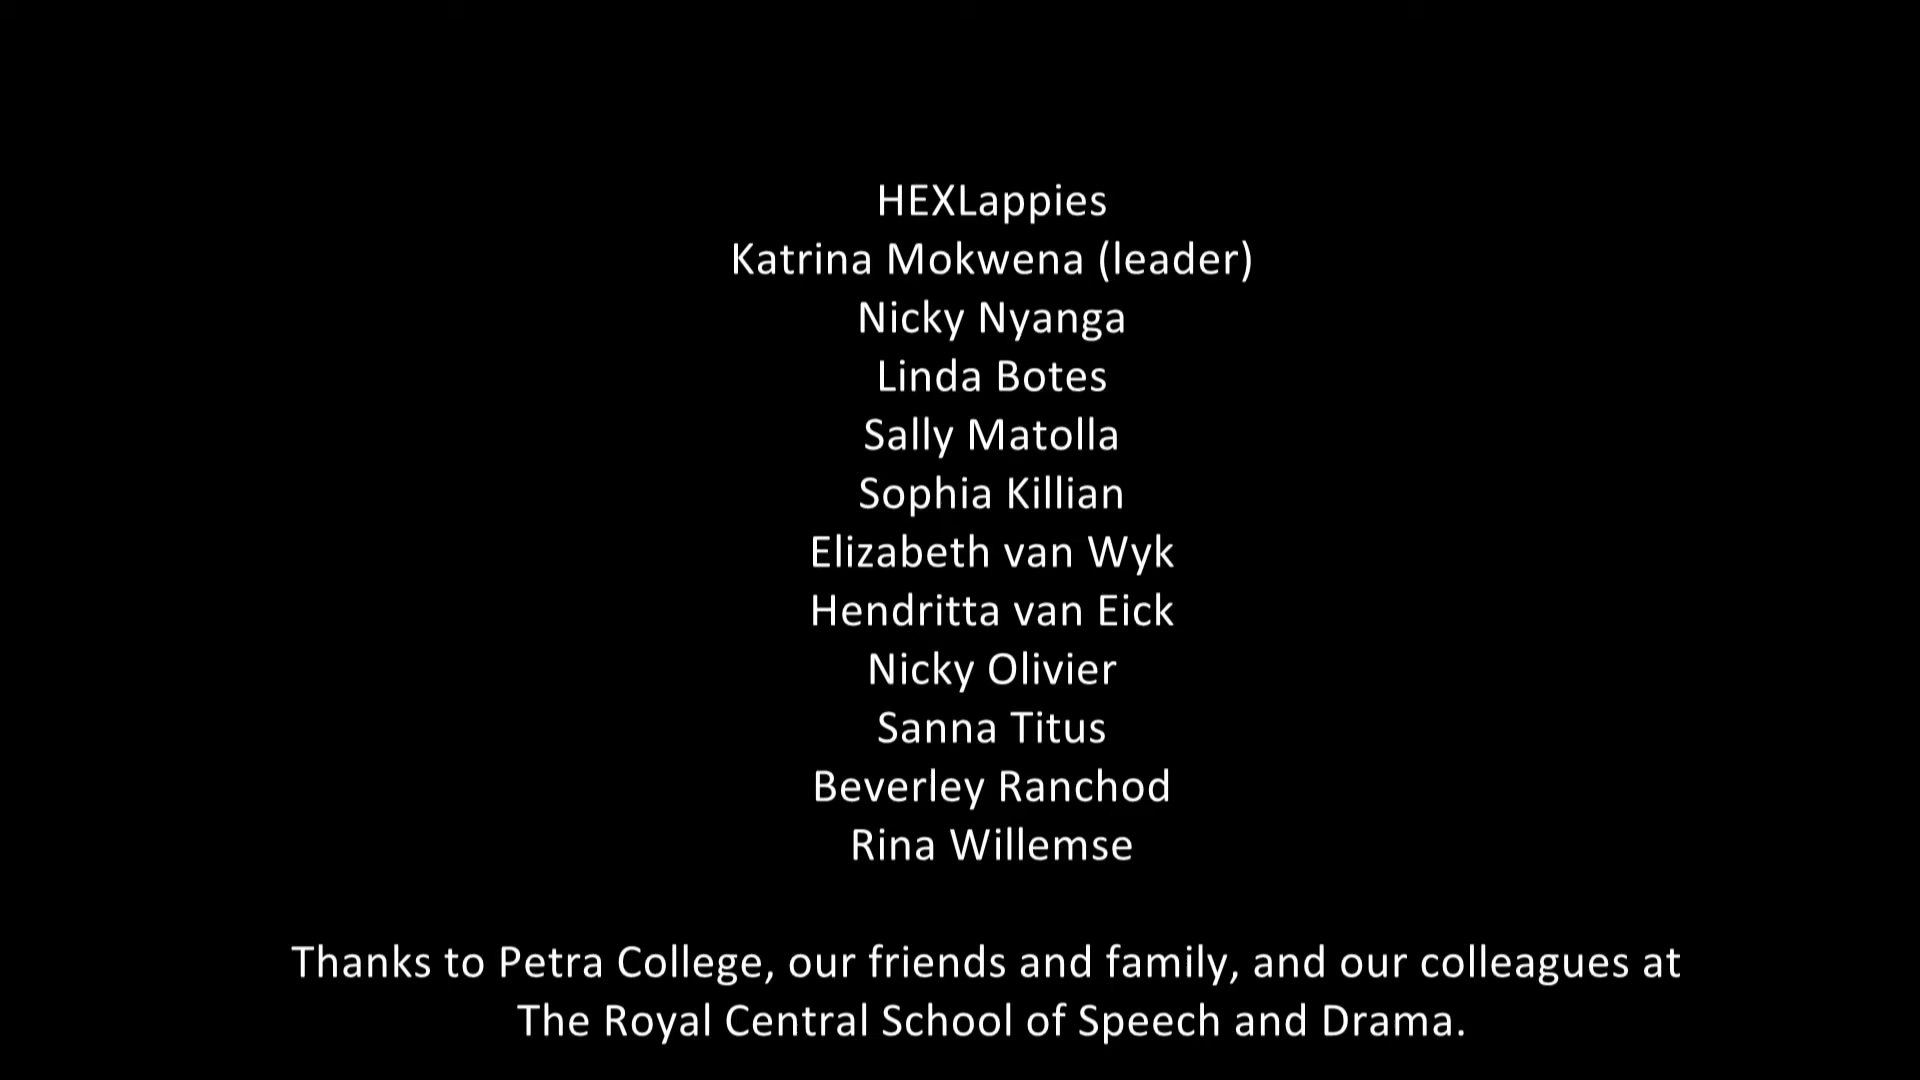 HEXLappies
Katrina Mokwena (leader)
Nicky Nyanga
Linda Botes
Sally Matolla
Sophia Killian
Elizabeth van Wyk
Hendritta van Eick
Nicky Olivier
Sanna Titus
Beverley Ranchod
Rina Willemse
Thanks to Petra College, our friends and family, and our colleagues at
The Royal Central School of Speech and Drama.